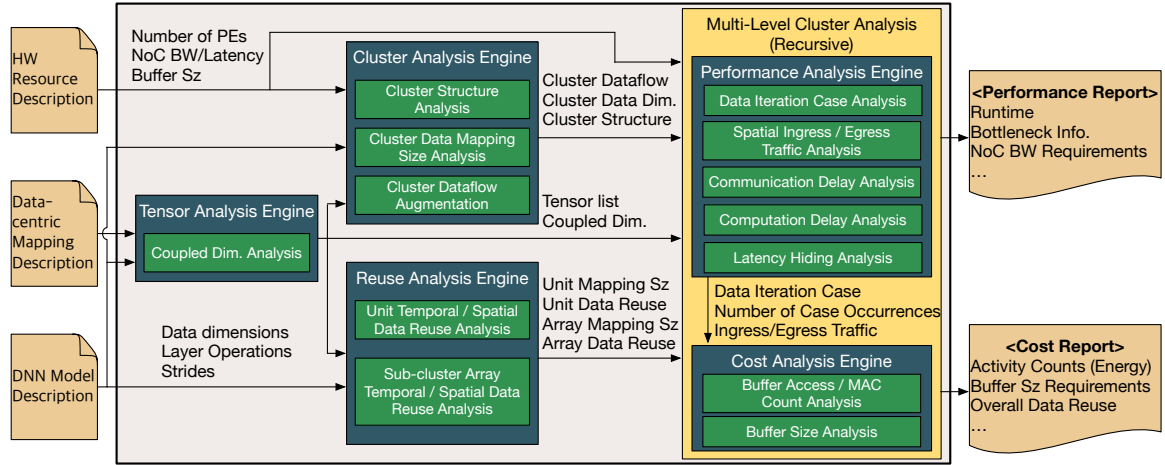 HW
Resource
Description
Data-
centric
Mapping
Description
DNN Model
Description
Number of PEs
NoC BW/Latency
Buffer Sz
Tensor Analysis Engine
Coupled Dim. Analysis
Data dimensions
Layer Operations
Strides
Cluster Analysis Engine
Cluster Structure
Analysis
Cluster Data Mapping
Size Analysis
Cluster Dataflow
Augmentation
Reuse Analysis Engine
Unit Temporal / Spatial
Data Reuse Analysis
Sub-cluster Array
Temporal / Spatial Data
Reuse Analysis
Cluster Dataflow
Cluster Data Dim.
Cluster Structure
Tensor list
Coupled Dim.
Unit Mapping Sz
Unit Data Reuse
Array Mapping Sz
Array Data Reuse
Multi-Level Cluster Analysis
(Recursive)
Performance Analysis Engine
Data Iteration Case Analysis
Spatial Ingress / Egress
Traffic Analysis
Communication Delay Analysis
Computation Delay Analysis
Latency Hiding Analysis
Data Iteration Case
Number of Case Occurrences
Ingress/Egress Traffic
Cost Analysis Engine
Buffer Access / MAC
Count Analysis
Buffer Size Analysis
<Performance Report>
Runtime
Bottleneck Info.
NoC BW Requirements
...
<Cost Report>
Activity Counts (Energy)
Buffer Sz Requirements
Overall Data Reuse
...